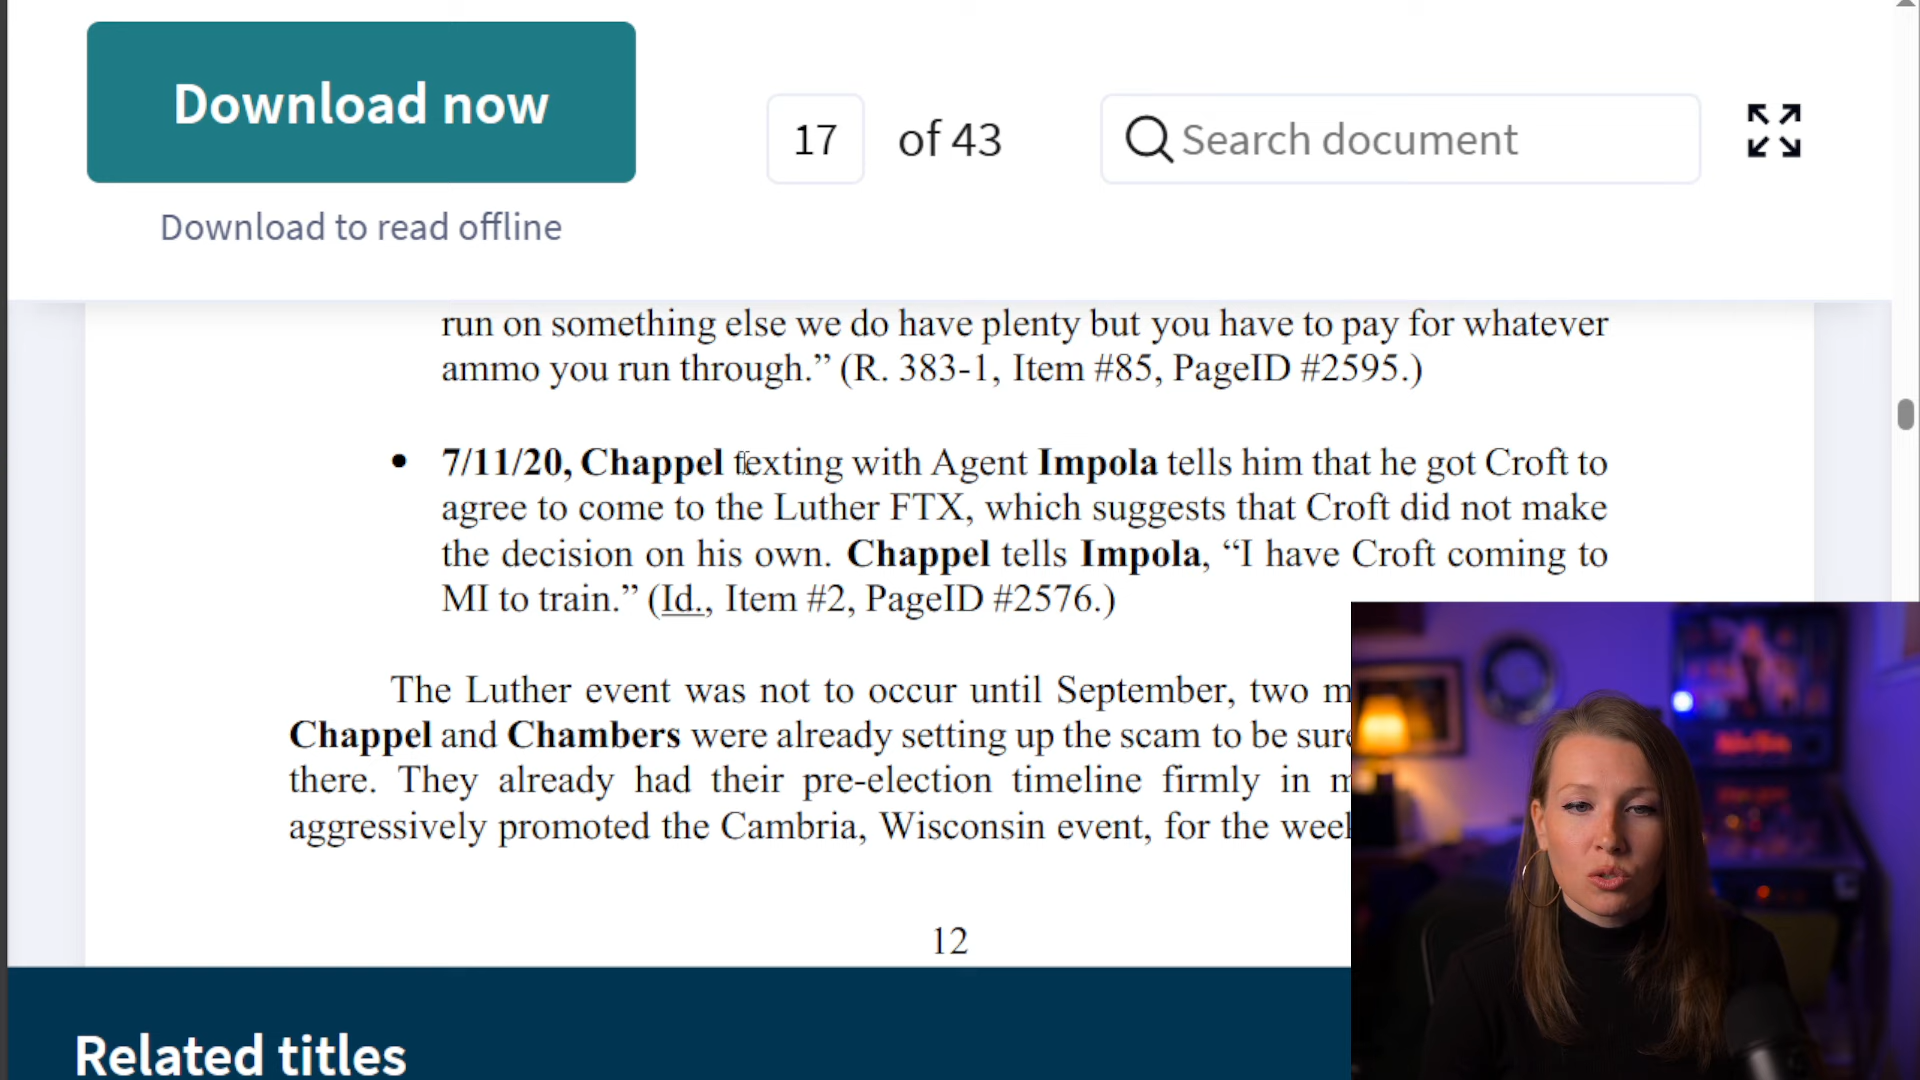 Download now
17 of 43
Search document
Download to read offline
run on something else we do have plenty but you have to pay for whatever
ammo you run through.” (R. 383-1, Item #85, PageID #2595.)
• 7/11/20, Chappel texting with Agent Impola tells him that he got Croft to
agree to come to the Luther FTX, which suggests that Croft did not make
the decision on his own. Chappel tells Impola, “I have Croft coming to
MI to train.” (Id., Item #2, PageID #2576.)
The Luther event was not to occur until September, two m
Chappel and Chambers were already setting up the scam to be sure
there. They already had their pre-election timeline firmly in m
aggressively promoted the Cambria, Wisconsin event, for the week
12
Related titles